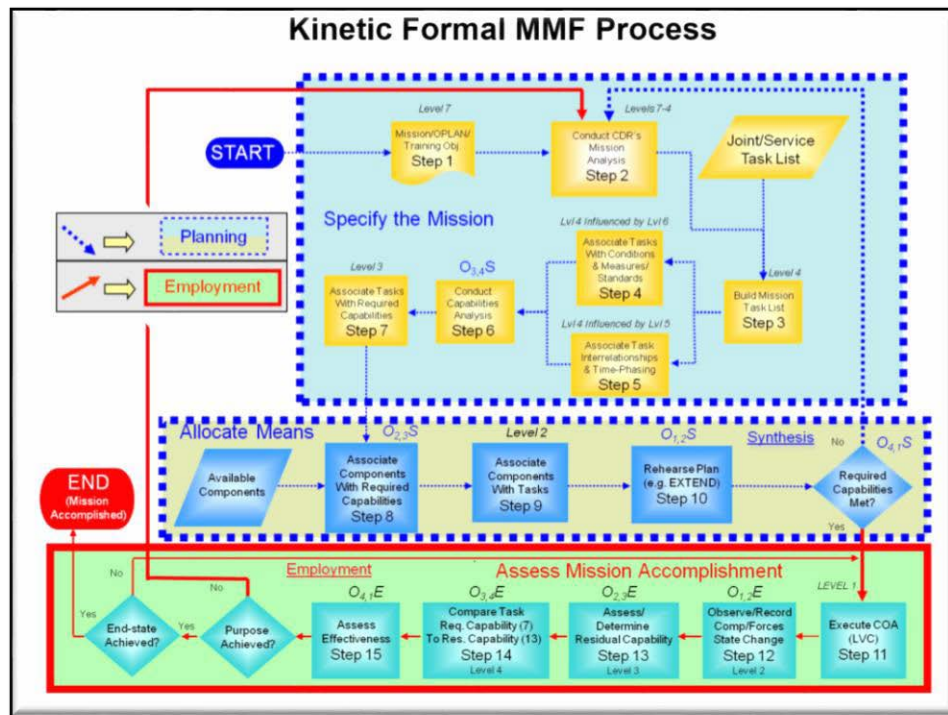 Kinetic Formal MMF Process
Level 7
Levels 7-4
START
Mission/OPLAN/
Training Obj.
Step 1
Conduct CDR's
Mission
Analysis
Step 2
Joint/Service
Task List
Specify the Mission
Planning
Employment
Lvl 4 Influenced by Lvl 6
Associate Tasks
With Conditions
& Measures/
Standards
Step 4
Level 3
Associate Tasks
With Required
Capabilities
Step 7
O3,4S
Conduct
Capabilities
Analysis
Step 6
Level 4
Build Mission
Task List
Step 3
Lvl 4 Influenced by Lvl 5
Associate Task
Interrelationships
& Time-Phasing
Step 5
Allocate Means
O2,3S
Level 2
O1,2S
Synthesis
No
O4,1S
Available
Components
Associate
Components
With Required
Capabilities
Step 8
Associate
Components
With Tasks
Step 9
Rehearse Plan
(e.g. EXTEND)
Step 10
Required
Capabilities
Met?
Yes
END
(Mission
Accomplished)
Employment
Assess Mission Accomplishment
LEVEL 1
No
No
Yes
End-state
Achieved?
Yes
Purpose
Achieved?
O4,1E
Assess
Effectiveness
Step 15
O3,4E
Compare Task
Req. Capability (7)
To Res. Capability (13)
Step 14
Level 4
O2,3E
Assess/
Determine
Residual Capability
Step 13
Level 3
O1,2E
Observe/Record
Comp/Forces
State Change
Step 12
Level 2
Execute COA
(LVC)
Step 11